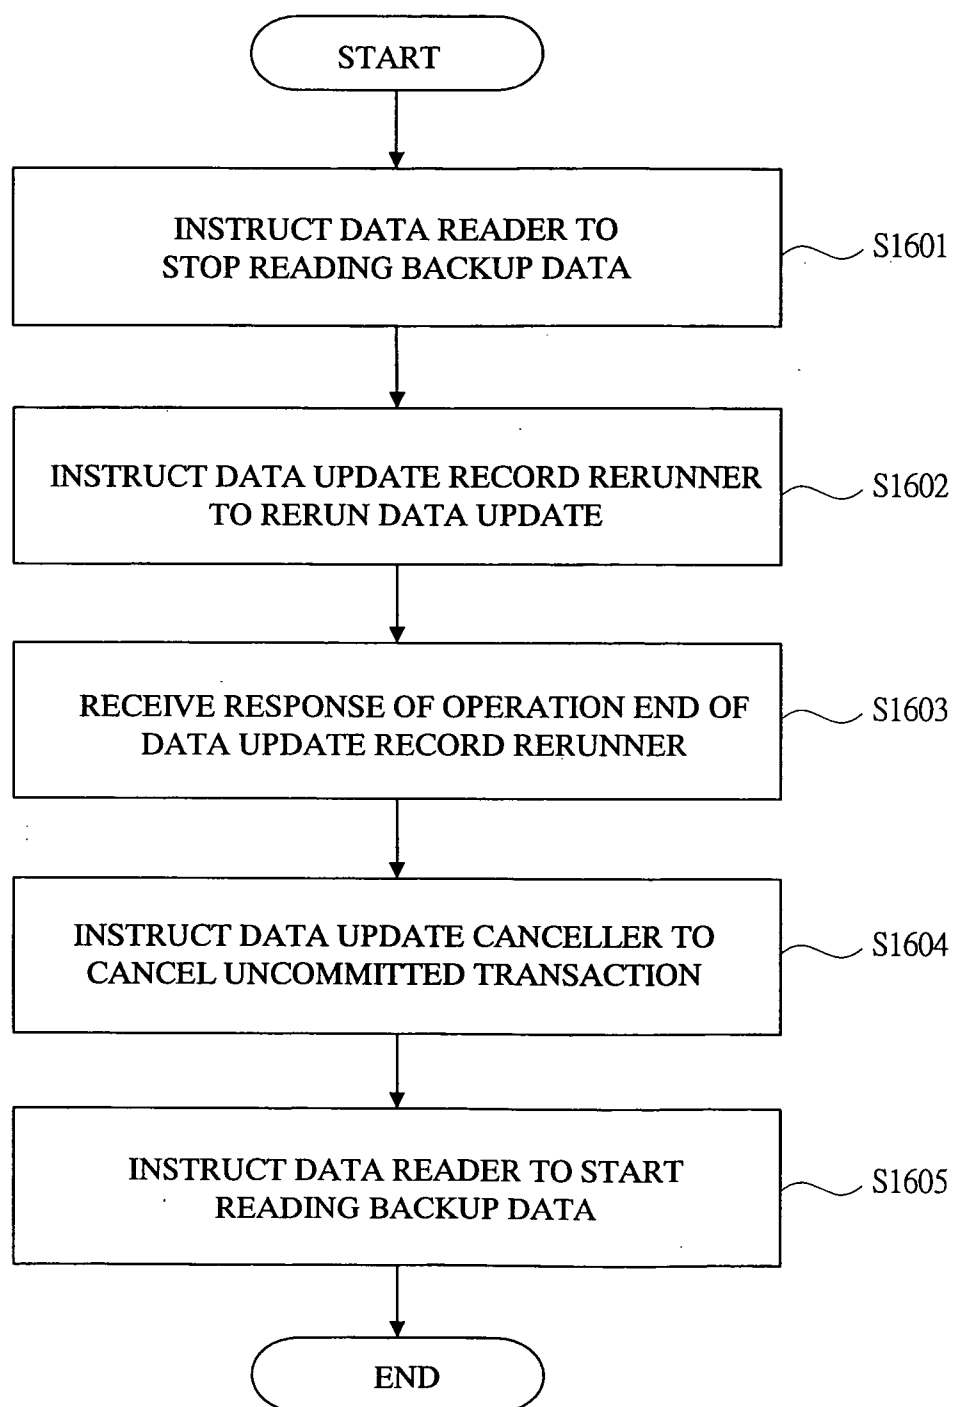 START
INSTRUCT DATA READER TO
STOP READING BACKUP DATA
S1601
INSTRUCT DATA UPDATE RECORD RERUNNER
TO RERUN DATA UPDATE
S1602
RECEIVE RESPONSE OF OPERATION END OF
DATA UPDATE RECORD RERUNNER
S1603
INSTRUCT DATA UPDATE CANCELLER TO
CANCEL UNCOMMITTED TRANSACTION
S1604
INSTRUCT DATA READER TO START
READING BACKUP DATA
S1605
END